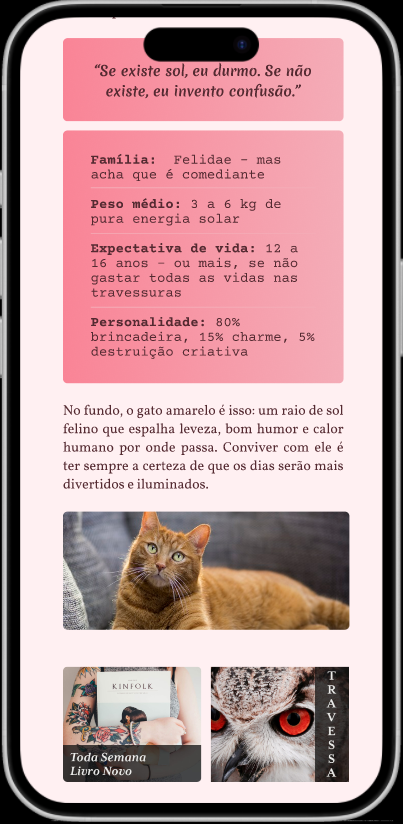 “Se existe sol, eu durmo. Se não
existe, eu invento confusão.”
Família: Felidae – mas
acha que é comediante
Peso médio: 3 a 6 kg de
pura energia solar
Expectativa de vida: 12 a
16 anos – ou mais, se não
gastar todas as vidas nas
travessuras
Personalidade: 80%
brincadeira, 15% charme, 5%
destruição criativa
No fundo, o gato amarelo é isso: um raio de sol
felino que espalha leveza, bom humor e calor
humano por onde passa. Conviver com ele é
ter sempre a certeza de que os dias serão mais
divertidos e iluminados.
KINFOLK
Toda Semana
Livro Novo
TRAVESSA